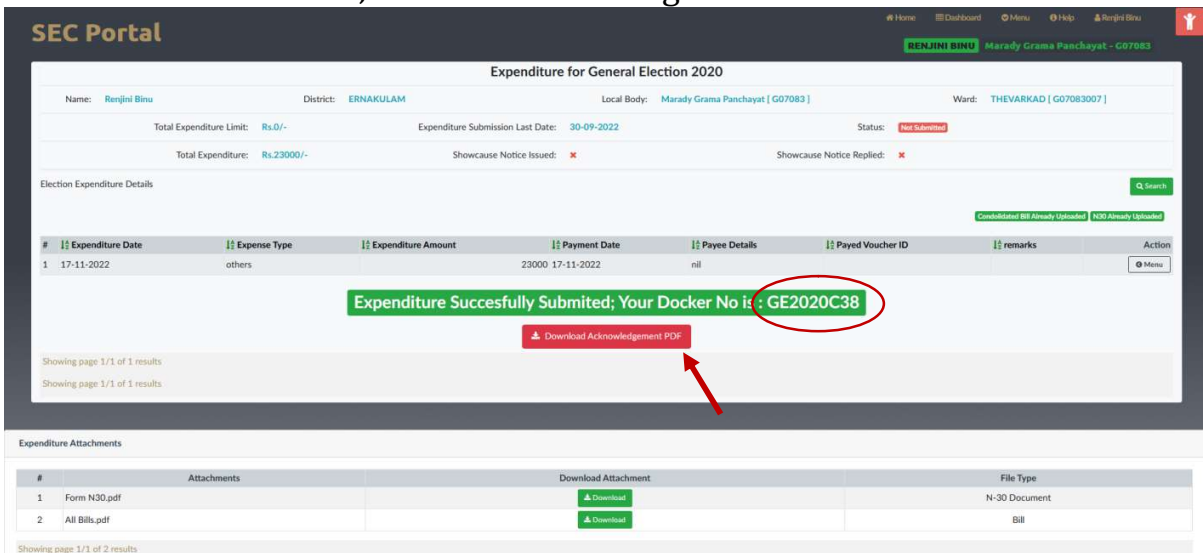 SEC Portal
Home Dashboard Menu Help Renjini Binu
RENJINI BINU Marady Grama Panchayat - G07083
Expenditure for General Election 2020
Name: Renjini Binu District: ERNAKULAM Local Body: Marady Grama Panchayat [ G07083 ] Ward: THEVARKAD [ G07083007 ]
Total Expenditure Limit: Rs.0/- Expenditure Submission Last Date: 30-09-2022 Status: Not Submitted
Total Expenditure: Rs.23000/- Showcause Notice Issued: Showcause Notice Replied:
Election Expenditure Details
Search
Condolidated Bill Already Uploaded N30 Already Uploaded
# Expenditure Date Expense Type Expenditure Amount Payment Date Payee Details Payed Voucher ID remarks Action
1 17-11-2022 others 23000 17-11-2022 nil Menu
Expenditure Succesfully Submited; Your Docker No is : GE2020C38
Download Acknowledgement PDF
Showing page 1/1 of 1 results
Showing page 1/1 of 1 results
Expenditure Attachments
# Attachments Download Attachment File Type
1 Form N30.pdf Download N-30 Document
2 All Bills.pdf Download Bill
Showing page 1/1 of 2 results